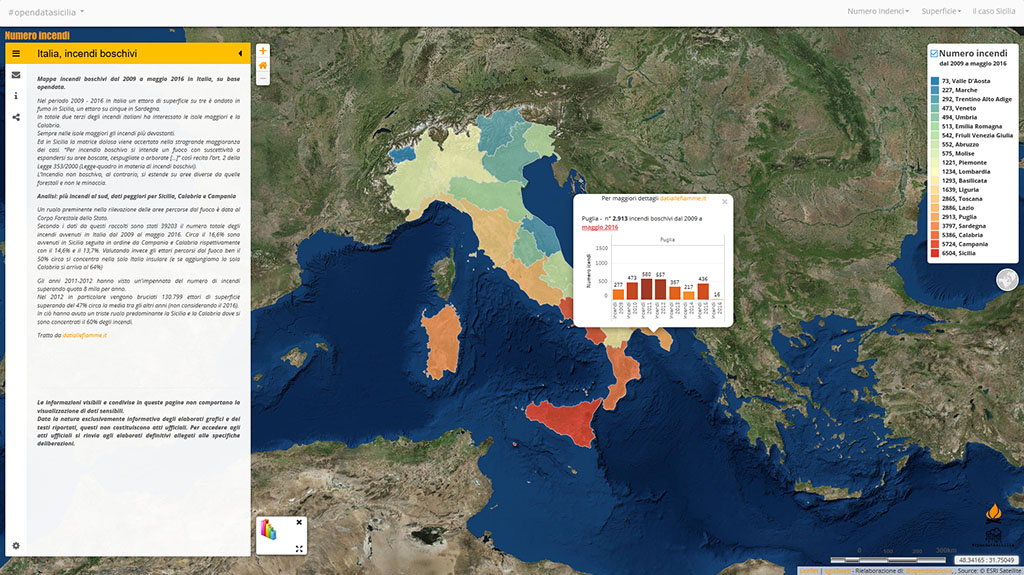 #opendatasicilia
Numero Incendi
Superficie
Il caso Sicilia
Numero incendi
Italia, incendi boschivi
Mappa incendi boschivi dal 2009 a maggio 2016 in Italia, su base
opendata.
Nel periodo 2009 - 2016 in Italia un ettaro di superficie su tre è andato in
fumo in Sicilia, un ettaro su cinque in Sardegna.
In totale due terzi degli incendi italiani ha interessato le isole maggiori e la
Calabria.
Sempre nelle isole maggiori gli incendi più devastanti.
Ed in Sicilia la matrice dolosa viene accertata nella stragrande maggioranza
dei casi. "Per incendio boschivo si intende un fuoco con suscettività a
espandersi su aree boscate, cespugliate o arborate [...]" così recita l'art. 2 della
Legge 353/2000 (Legge-quadro in materia di incendi boschivi).
L'incendio non boschivo, al contrario, si estende su aree diverse da quelle
forestali e non le minaccia.
Analisi: più incendi al sud, dati peggiori per Sicilia, Calabria e Campania
Un ruolo preminente nella rilevazione delle aree percorse dal fuoco è data al
Corpo Forestale dello Stato.
Secondo i dati da questi raccolti sono stati 39203 il numero totale degli
incendi avvenuti in Italia dal 2009 al maggio 2016. Circa il 16,6% sono
avvenuti in Sicilia seguita in ordine da Campania e Calabria rispettivamente
con il 14,6% e il 13,7%. Valutando invece gli ettari percorsi dal fuoco ben il
50% circa si concentra nella sola Italia insulare (e se aggiungiamo la sola
Calabria si arriva al 64%)
Gli anni 2011-2012 hanno visto un'impennata del numero di incendi
superando quota 8 mila per anno.
Nel 2012 in particolare vengono bruciati 130.799 ettari di superficie
superando del 47% circa la media tra gli altri anni (non considerando il 2016).
In ciò hanno avuto un triste ruolo predominante la Sicilia e la Calabria dove si
sono concentrati il 60% degli incendi.
Tratto da datialfiamme.it
Le informazioni visibili e condivise in queste pagine non comportano la
visualizzazione di dati sensibili.
Data la natura esclusivamente informativa degli elaborati grafici e dei
testi riportati, questi non costituiscono atti ufficiali. Per accedere agli
atti ufficiali si rinvia agli elaborati definitivi allegati alle specifiche
deliberazioni.
Per maggiori dettagli datiallefiamme.it
Puglia - n° 2.913 incendi boschivi dal 2009 a
maggio 2016
Puglia
Numero Icendi
1500
1000
500
0
277
473
580
557
357
217
436
16
Incendi 2009
Incendi 2010
Incendi 2011
Incendi 2012
Incendi 2013
Incendi 2014
Incendi 2015
Incendi 2016
Numero incendi
dal 2009 a maggio 2016
73, Valle D'Aosta
227, Marche
292, Trentino Alto Adige
473, Veneto
494, Umbria
513, Emilia Romagna
542, Friuli Venezia Giulia
552, Abruzzo
575, Molise
1221, Piemonte
1234, Lombardia
1293, Basilicata
1639, Liguria
2865, Toscana
2886, Lazio
2913, Puglia
3797, Sardegna
5386, Calabria
5724, Campania
6504, Sicilia
0 100 200 300km
48.34165 : 31.75049
- Rielaborazione di:
, Source: © ESRI Satellite